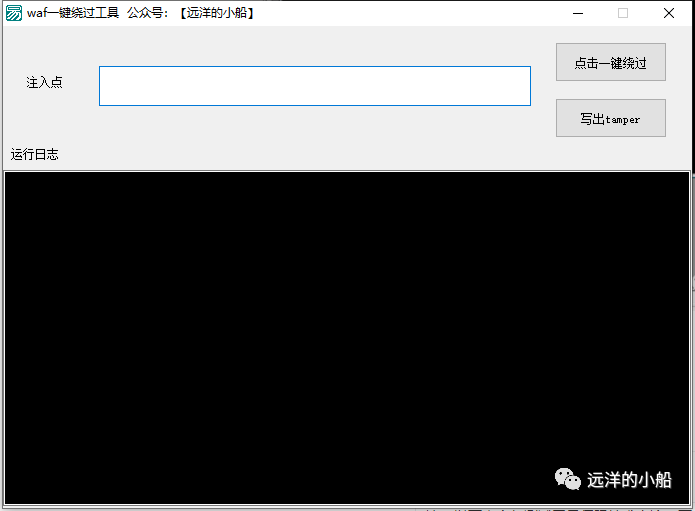 waf一键绕过工具 公众号：【远洋的小船】
点击一键绕过
注入点
写出tamper
运行日志
远洋的小船